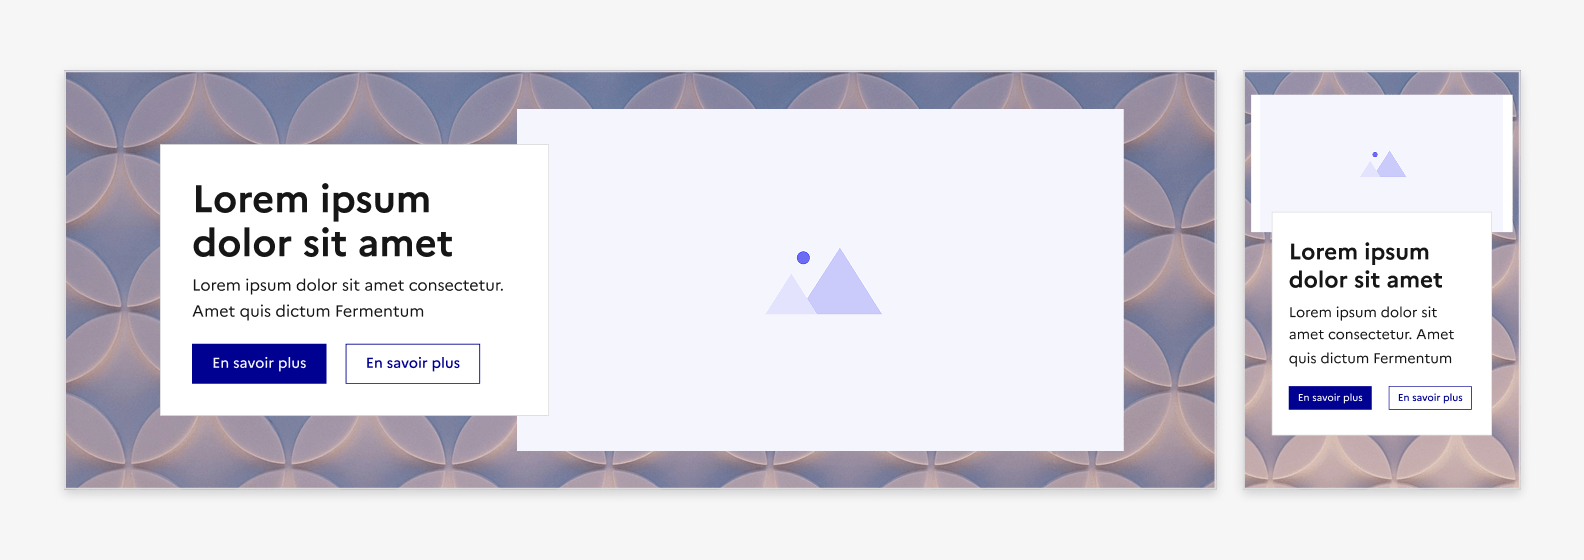 Lorem ipsum
dolor sit amet
Lorem ipsum dolor sit amet consectetur.
Amet quis dictum Fermentum
En savoir plus
En savoir plus
Lorem ipsum
dolor sit amet
Lorem ipsum dolor sit
amet consectetur. Amet
quis dictum Fermentum
En savoir plus
En savoir plus